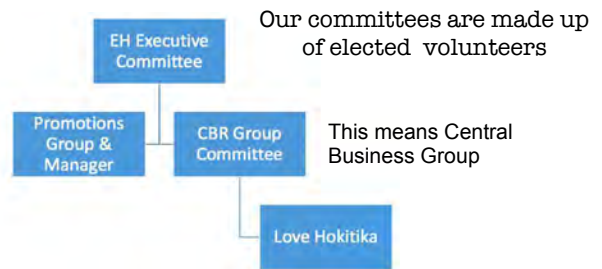 Our committees are made up
of elected volunteers
EH Executive
Committee
Promotions
Group &
Manager
CBR Group
Committee
This means Central
Business Group
Love Hokitika